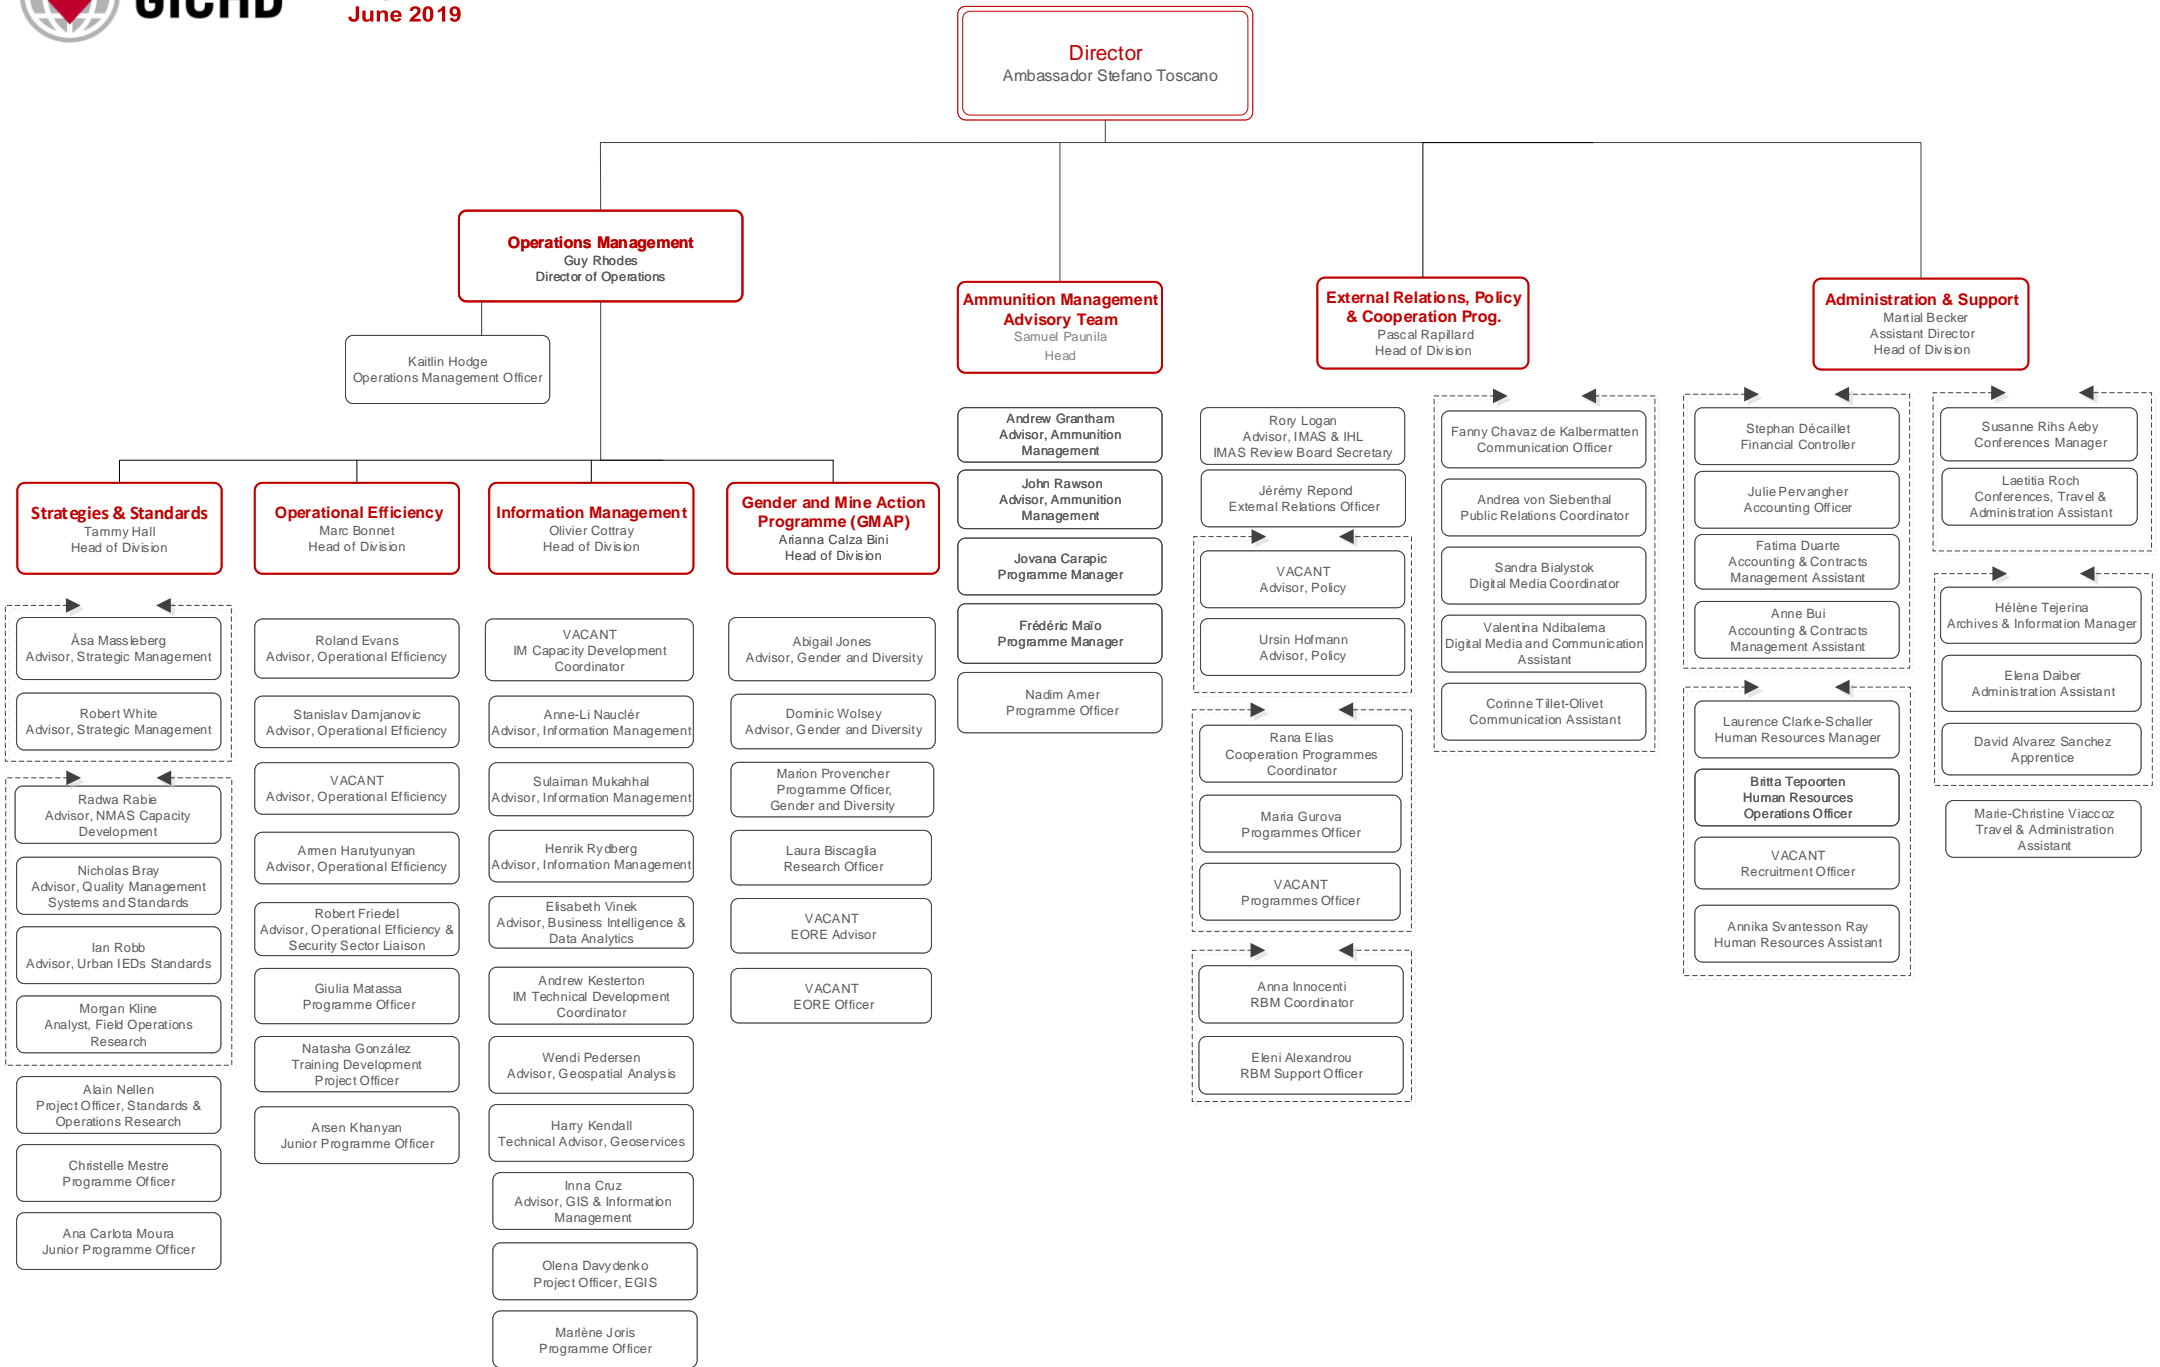 GICHD
June 2019
Director
Ambassador Stefano Toscano
Operations Management
Guy Rhodes
Director of Operations
Kaitlin Hodge
Operations Management Officer
Ammunition Management
Advisory Team
Samuel Paunila
Head
External Relations, Policy
& Cooperation Prog.
Pascal Rapillard
Head of Division
Administration & Support
Martial Becker
Assistant Director
Head of Division
Strategies & Standards
Tammy Hall
Head of Division
Operational Efficiency
Marc Bonnet
Head of Division
Information Management
Olivier Cottray
Head of Division
Gender and Mine Action
Programme (GMAP)
Arianna Calza Bini
Head of Division
Åsa Massleberg
Advisor, Strategic Management
Robert White
Advisor, Strategic Management
Radwa Rabie
Advisor, NMAS Capacity
Development
Nicholas Bray
Advisor, Quality Management
Systems and Standards
Ian Robb
Advisor, Urban IEDs Standards
Morgan Kline
Analyst, Field Operations
Research
Alain Nellen
Project Officer, Standards &
Operations Research
Christelle Mestre
Programme Officer
Ana Carlota Moura
Junior Programme Officer
Roland Evans
Advisor, Operational Efficiency
Stanislav Damjanovic
Advisor, Operational Efficiency
VACANT
Advisor, Operational Efficiency
Armen Harutyunyan
Advisor, Operational Efficiency
Robert Friedel
Advisor, Operational Efficiency &
Security Sector Liaison
Giulia Matassa
Programme Officer
Natasha González
Training Development
Project Officer
Arsen Khanyan
Junior Programme Officer
VACANT
IM Capacity Development
Coordinator
Anne-Li Nauclér
Advisor, Information Management
Sulaiman Mukahhal
Advisor, Information Management
Henrik Rydberg
Advisor, Information Management
Elisabeth Vinek
Advisor, Business Intelligence &
Data Analytics
Andrew Kesterton
IM Technical Development
Coordinator
Wendi Pedersen
Advisor, Geospatial Analysis
Harry Kendall
Technical Advisor, Geoservices
Inna Cruz
Advisor, GIS & Information
Management
Olena Davydenko
Project Officer, EGIS
Marlène Joris
Programme Officer
Abigail Jones
Advisor, Gender and Diversity
Dominic Wolsey
Advisor, Gender and Diversity
Marion Provencher
Programme Officer,
Gender and Diversity
Laura Biscaglia
Research Officer
VACANT
EORE Advisor
VACANT
EORE Officer
Andrew Grantham
Advisor, Ammunition
Management
John Rawson
Advisor, Ammunition
Management
Jovana Carapic
Programme Manager
Frédéric Maïo
Programme Manager
Nadim Amer
Programme Officer
Rory Logan
Advisor, IMAS & IHL
IMAS Review Board Secretary
Jérémy Repond
External Relations Officer
VACANT
Advisor, Policy
Ursin Hofmann
Advisor, Policy
Rana Elias
Cooperation Programmes
Coordinator
Maria Gurova
Programmes Officer
VACANT
Programmes Officer
Anna Innocenti
RBM Coordinator
Eleni Alexandrou
RBM Support Officer
Fanny Chavaz de Kalbermatten
Communication Officer
Andrea von Siebenthal
Public Relations Coordinator
Sandra Bialystok
Digital Media Coordinator
Valentina Ndibalema
Digital Media and Communication
Assistant
Corinne Tillet-Olivet
Communication Assistant
Stephan Décaillet
Financial Controller
Julie Pervangher
Accounting Officer
Fatima Duarte
Accounting & Contracts
Management Assistant
Anne Bui
Accounting & Contracts
Management Assistant
Laurence Clarke-Schaller
Human Resources Manager
Britta Tepoorten
Human Resources
Operations Officer
VACANT
Recruitment Officer
Annika Svantesson Ray
Human Resources Assistant
Susanne Rihs Aeby
Conferences Manager
Laetitia Roch
Conferences, Travel &
Administration Assistant
Hélène Tejerina
Archives & Information Manager
Elena Daiber
Administration Assistant
David Alvarez Sanchez
Apprentice
Marie-Christine Viaccoz
Travel & Administration
Assistant